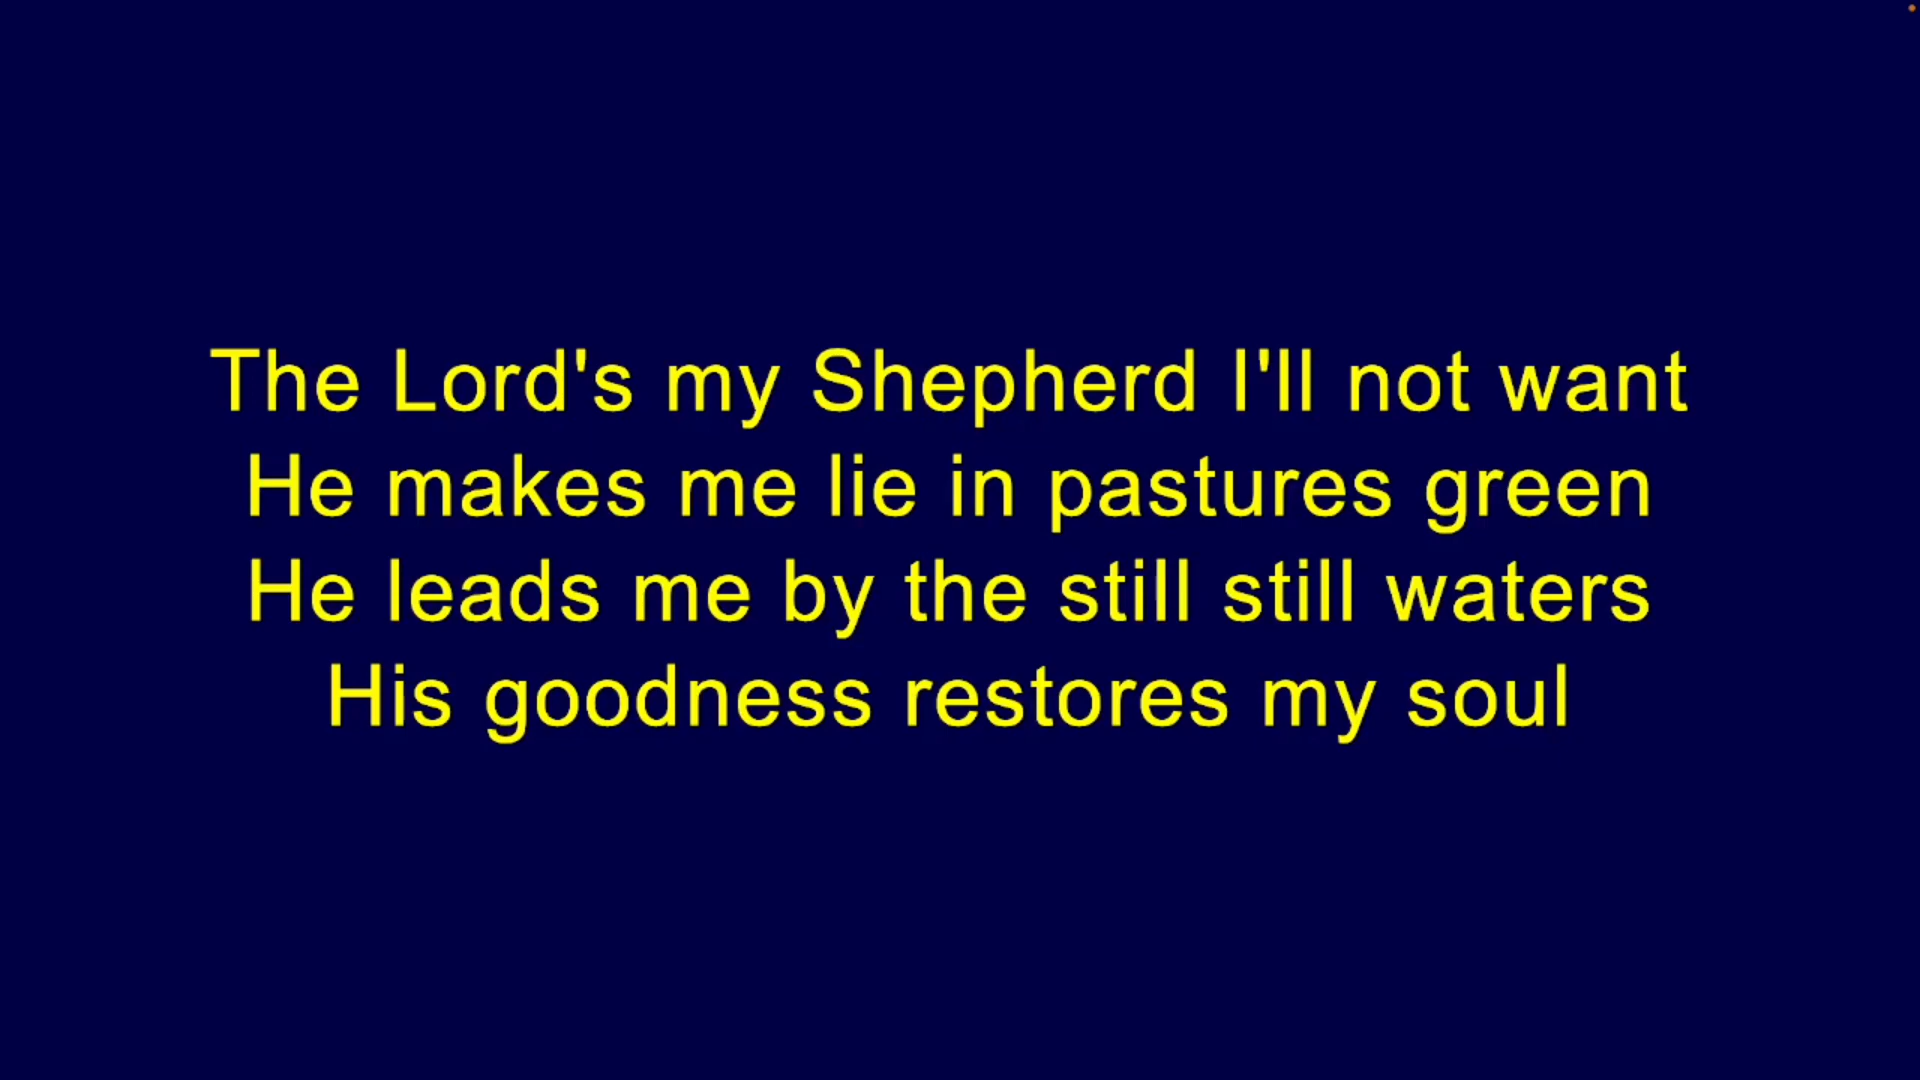 The Lord's my Shepherd I'll not want
He makes me lie in pastures green
He leads me by the still still waters
His goodness restores my soul